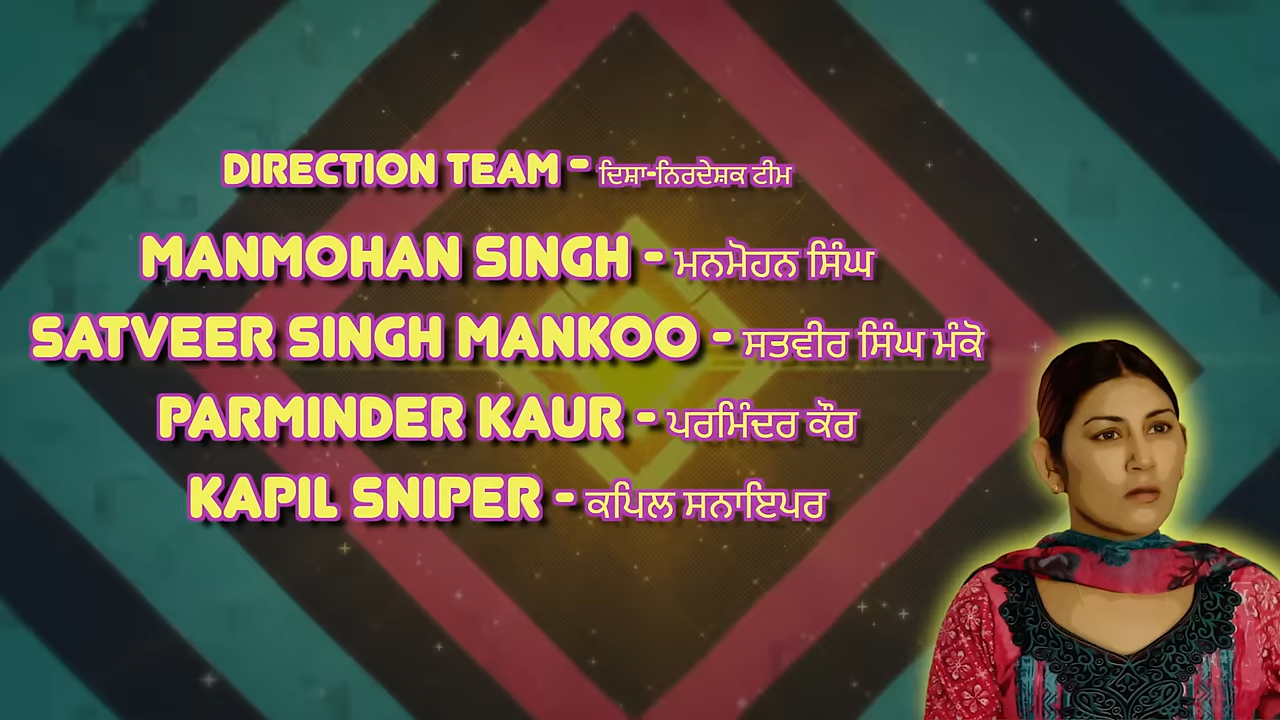 DIRECTION TEAM - ਦਿਸ਼ਾ-ਨਿਰਦੇਸ਼ਕ ਟੀਮ
MANMOHAN SINGH - ਮਨਮੋਹਨ ਸਿੰਘ
SATVEER SINGH MANKOO - ਸਤਵੀਰ ਸਿੰਘ ਮੰਕੋ
PARMINDER KAUR - ਪਰਮਿੰਦਰ ਕੌਰ
KAPIL SNIPER - ਕਪਿਲ ਸਨਾਇਪਰ